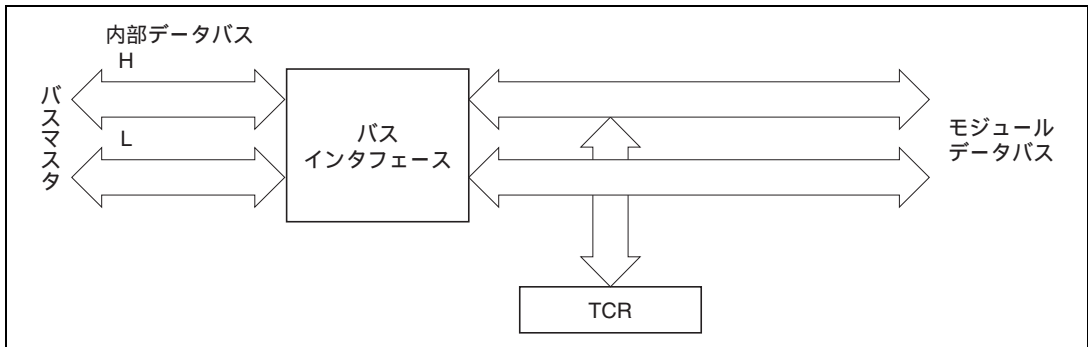 内部データバス
H
バスマスタ
L
バス
インタフェース
モジュール
データバス
TCR